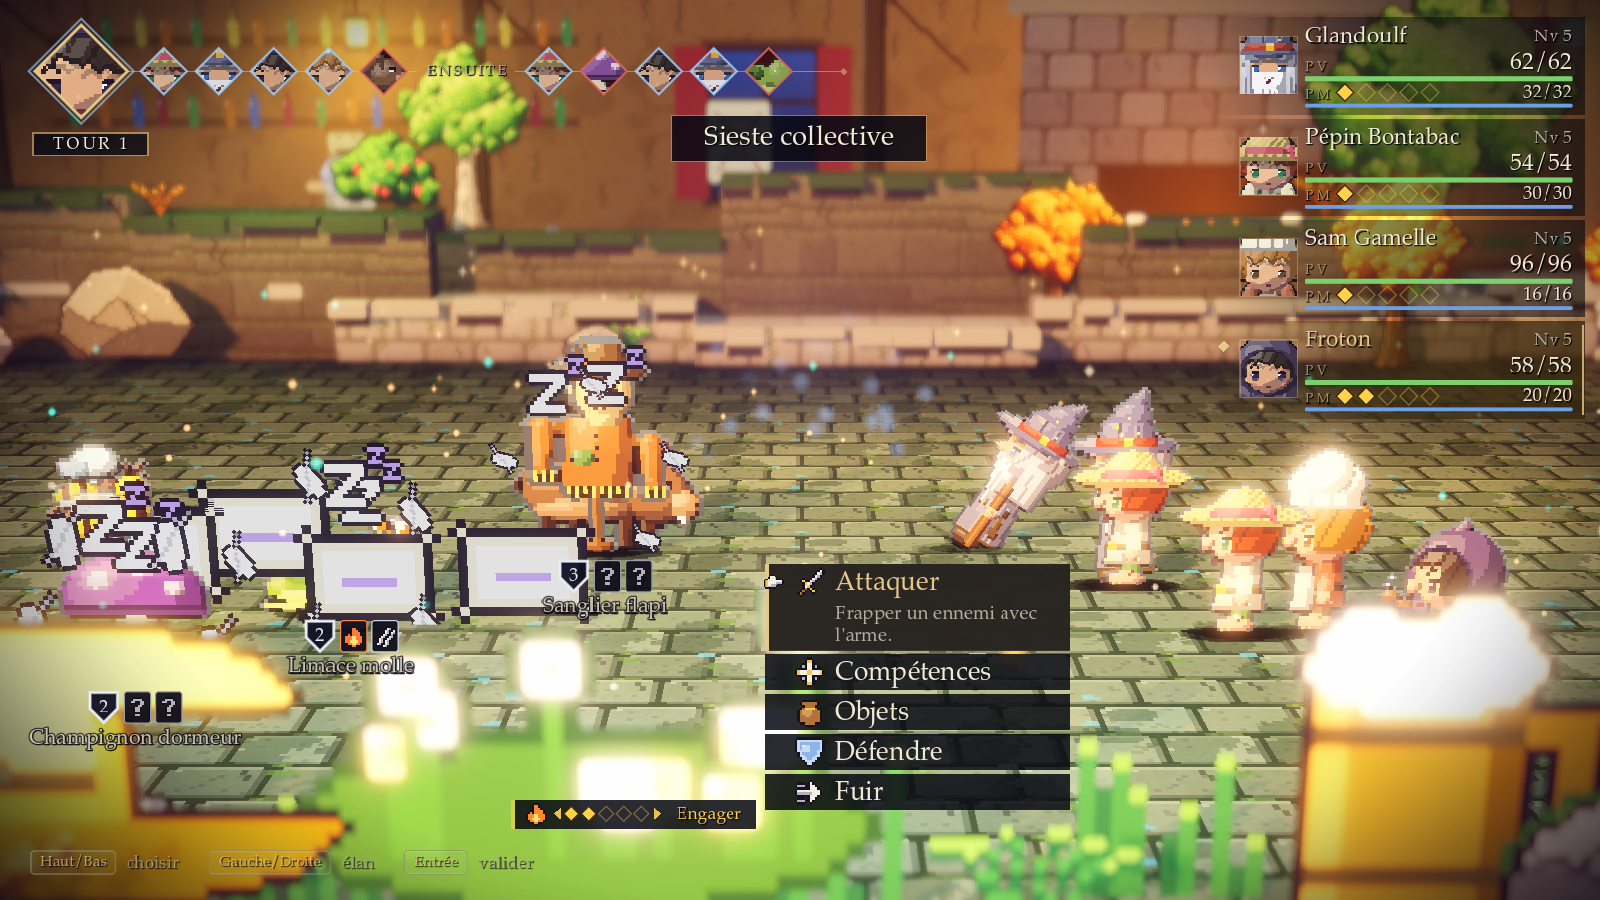 ENSUITE
TOUR 1
Sieste collective
Glandoulf Nv 5
PV 62/62
PM 32/32
Pépin Bontabac Nv 5
PV 54/54
PM 30/30
Sam Gamelle Nv 5
PV 96/96
PM 16/16
Froton Nv 5
PV 58/58
PM 20/20
Z Z Z
3 ? ?
Sanglier flapi
2
Limace molle
2 ? ?
Champignon dormeur
Attaquer
Frapper un ennemi avec
l'arme.
Compétences
Objets
Défendre
Fuir
Engager
Haut/Bas choisir Gauche/Droite élan Entrée valider